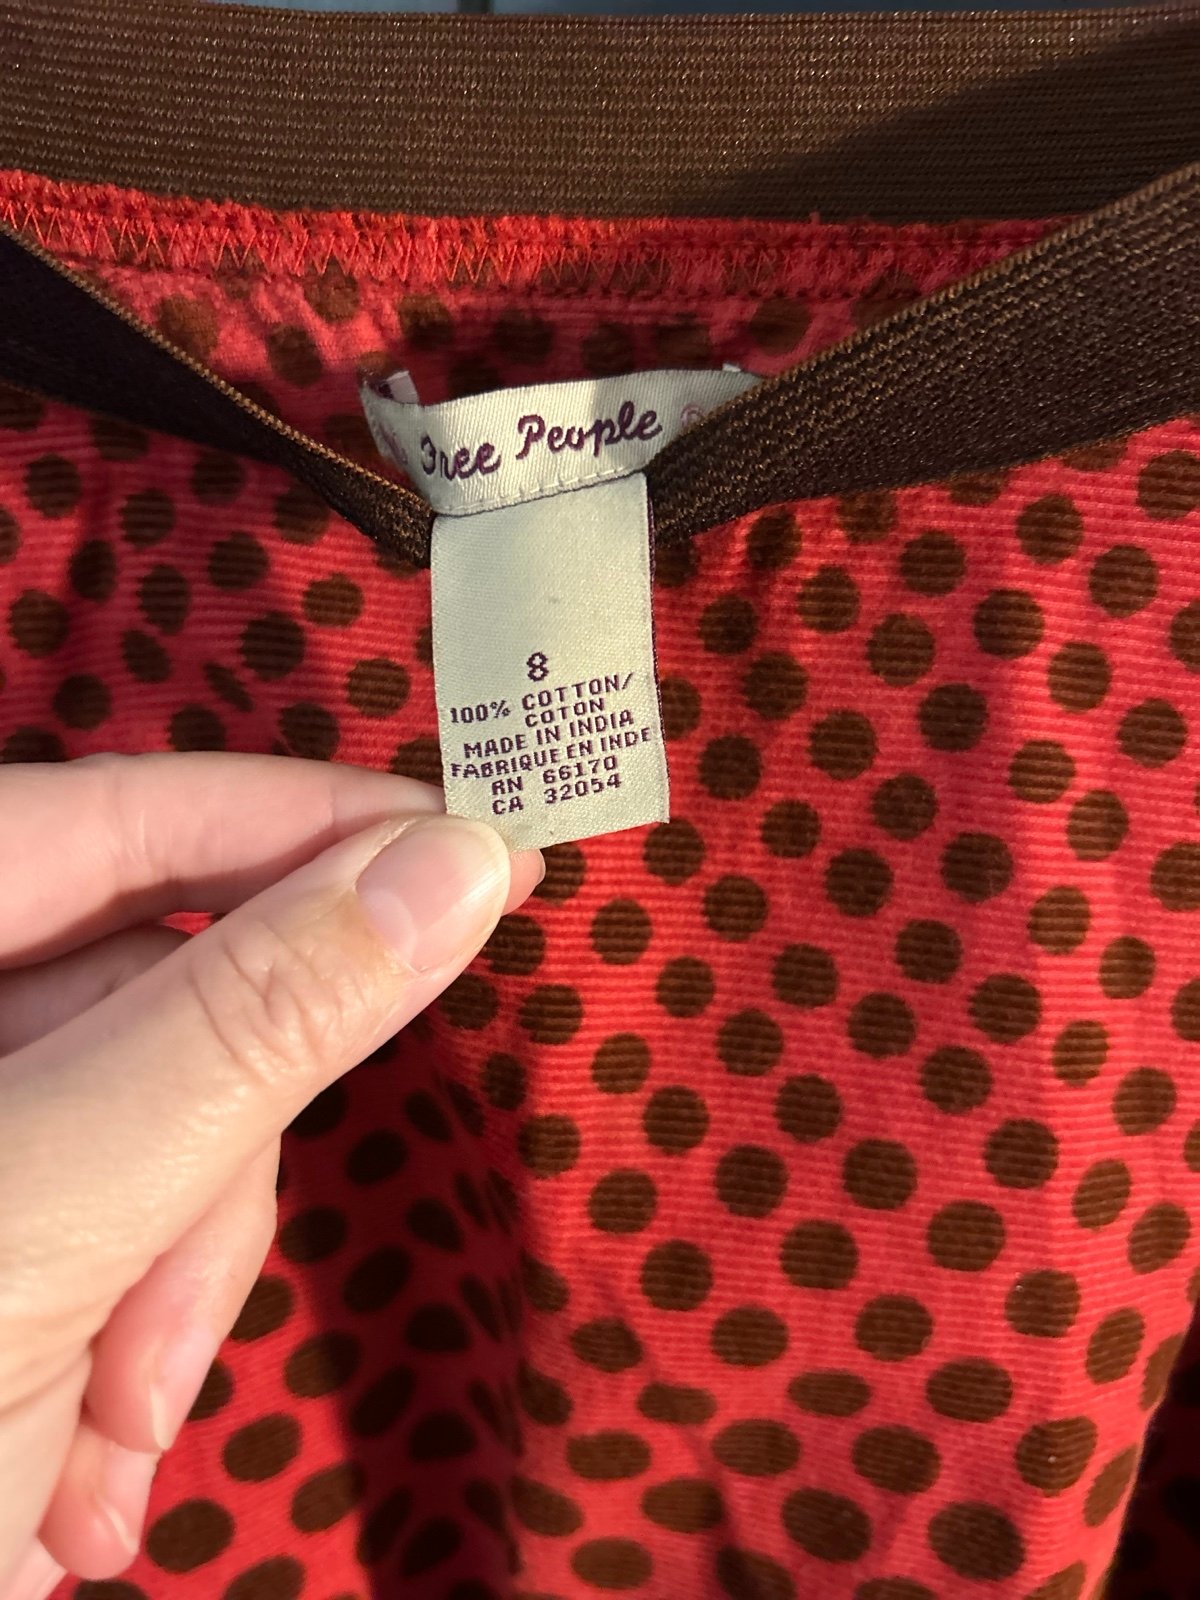 Free People
8
100% COTTON/
COTON
MADE IN INDIA
FABRIQUE EN INDE
RN 66170
CA 32054